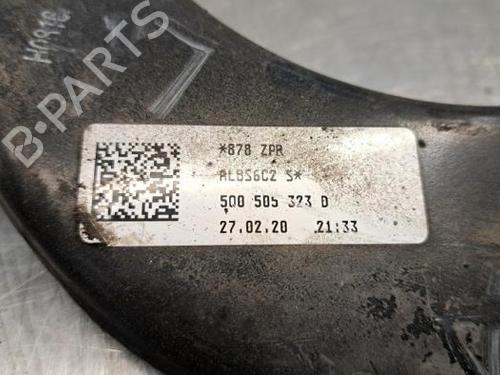 B-PARTS
*878 ZPR
ALBS6C2 S*
5Q0 505 323 D
27.02.20 21:33